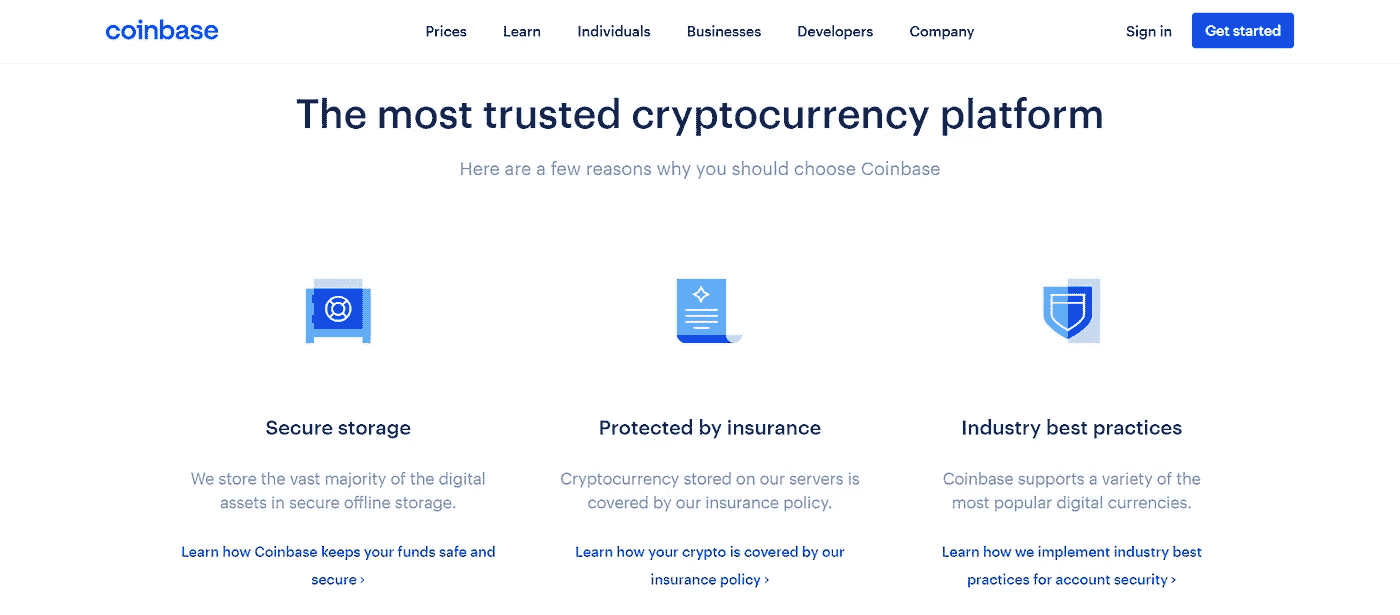 coinbase
Prices Learn Individuals Businesses Developers Company
Sign in Get started
The most trusted cryptocurrency platform
Here are a few reasons why you should choose Coinbase
Secure storage
We store the vast majority of the digital
assets in secure offline storage.
Learn how Coinbase keeps your funds safe and
secure ›
Protected by insurance
Cryptocurrency stored on our servers is
covered by our insurance policy.
Learn how your crypto is covered by our
insurance policy ›
Industry best practices
Coinbase supports a variety of the
most popular digital currencies.
Learn how we implement industry best
practices for account security ›